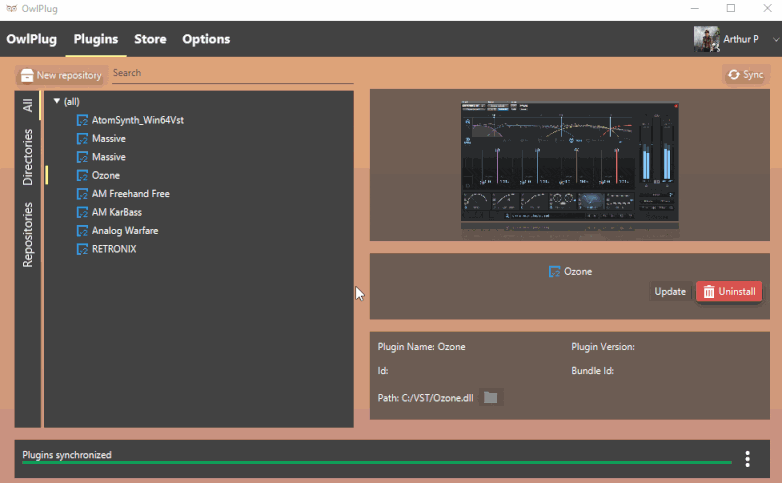 OwlPlug
OwlPlug Plugins Store Options
Arthur P
New repository
Search
Sync
All
Directories
Repositories
(all)
AtomSynth_Win64Vst
Massive
Massive
Ozone
AM Freehand Free
AM KarBass
Analog Warfare
RETRONIX
Ozone
Update
Uninstall
Plugin Name: Ozone
Plugin Version:
Id:
Bundle Id:
Path: C:/VST/Ozone.dll
Plugins synchronized